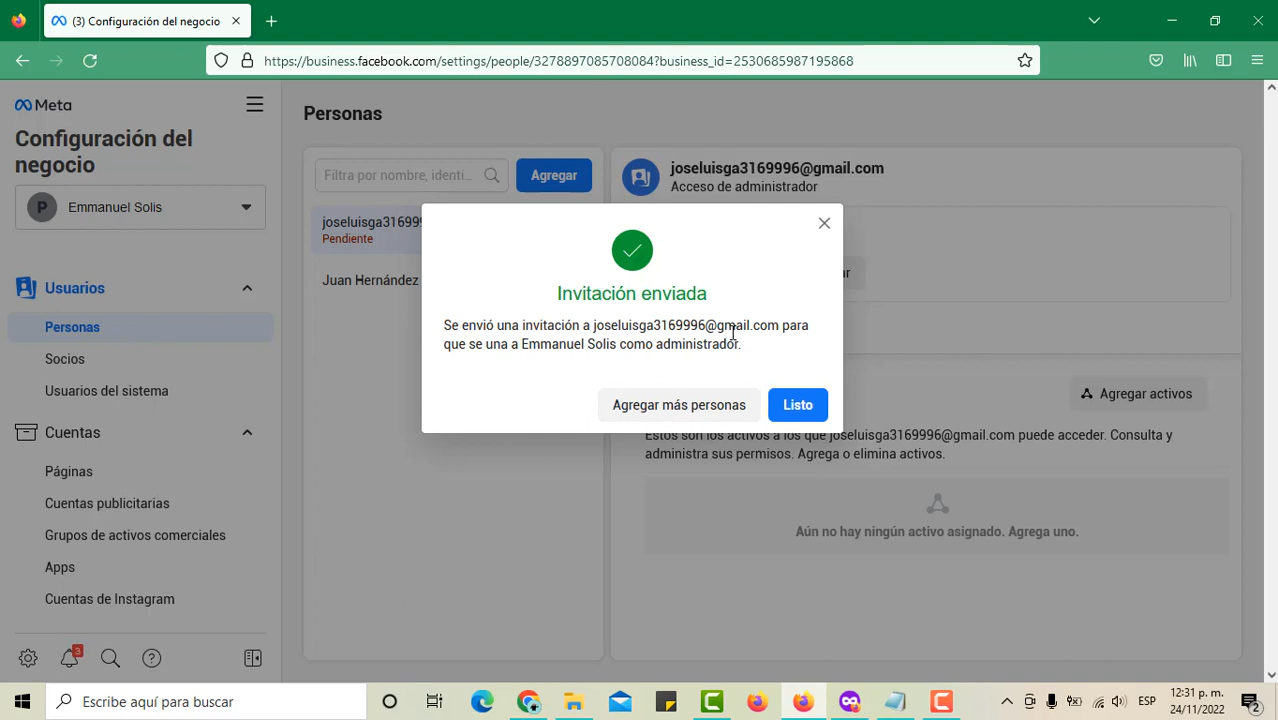 (3) Configuración del negocio
https://business.facebook.com/settings/people/3278897085708084?business_id=2530685987195868
Meta
Configuración del
negocio
P
Emmanuel Solis
Usuarios
Personas
Socios
Usuarios del sistema
Cuentas
Páginas
Cuentas publicitarias
Grupos de activos comerciales
Apps
Cuentas de Instagram
3
Personas
Filtra por nombre, identi...
Agregar
joseluisga316999
Pendiente
Juan Hernández
joseluisga3169996@gmail.com
Acceso de administrador
ar
Invitación enviada
Se envió una invitación a joseluisga3169996@gmail.com para
que se una a Emmanuel Solis como administrador.
Agregar más personas
Listo
Agregar activos
Estos son los activos a los que joseluisga3169996@gmail.com puede acceder. Consulta y
administra sus permisos. Agrega o elimina activos.
Aún no hay ningún activo asignado. Agrega uno.
Escribe aquí para buscar
ESP
12:31 p. m.
24/11/2022
2